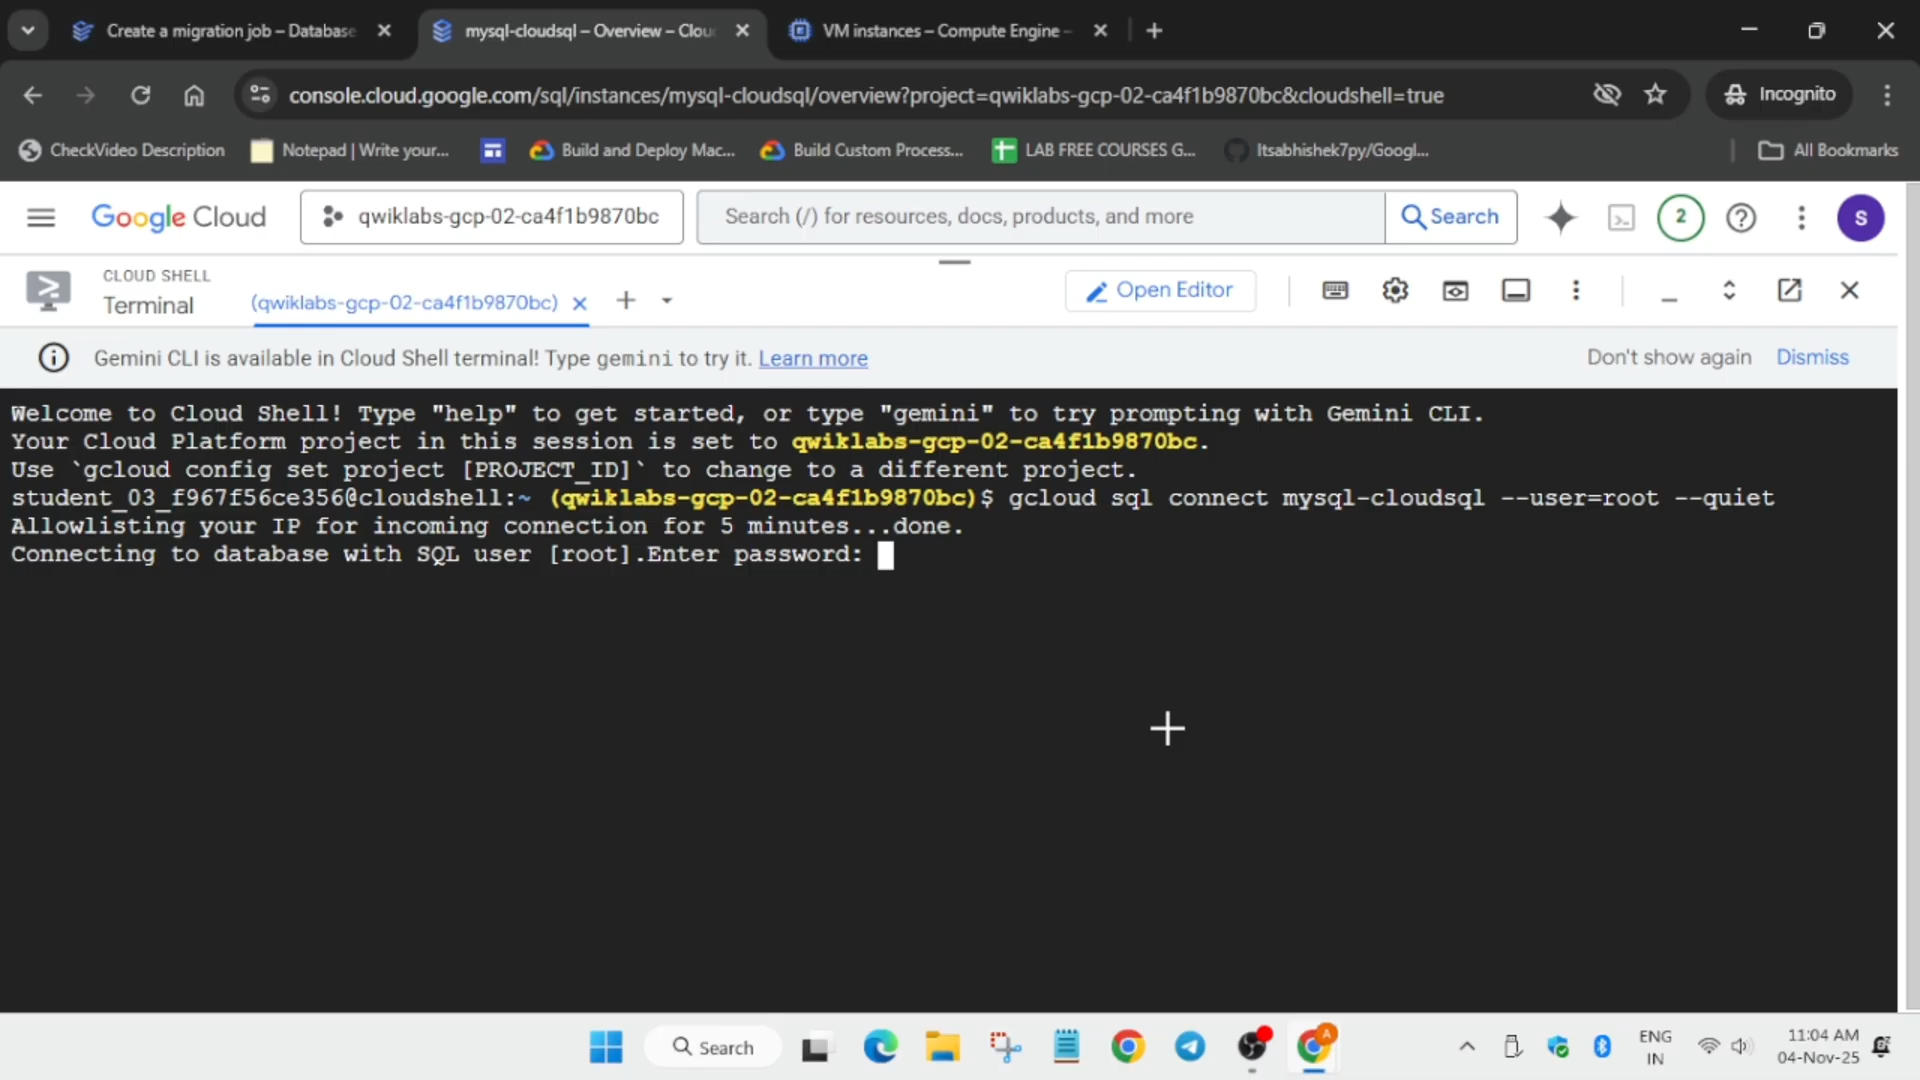 Create a migration job – Database
mysql-cloudsql – Overview – Clou
VM instances – Compute Engine –
console.cloud.google.com/sql/instances/mysql-cloudsql/overview?project=qwiklabs-gcp-02-ca4f1b9870bc&cloudshell=true
Incognito
CheckVideo Description
Notepad | Write your...
Build and Deploy Mac...
Build Custom Process...
LAB FREE COURSES G...
Itsabhishek7py/Googl...
All Bookmarks
Google Cloud
qwiklabs-gcp-02-ca4f1b9870bc
Search (/) for resources, docs, products, and more
Search
2
S
CLOUD SHELL
Terminal
(qwiklabs-gcp-02-ca4f1b9870bc)
Open Editor
Gemini CLI is available in Cloud Shell terminal! Type gemini to try it. Learn more
Don't show again
Dismiss
Welcome to Cloud Shell! Type "help" to get started, or type "gemini" to try prompting with Gemini CLI.
Your Cloud Platform project in this session is set to qwiklabs-gcp-02-ca4f1b9870bc.
Use `gcloud config set project [PROJECT_ID]` to change to a different project.
student_03_f967f56ce356@cloudshell:~ (qwiklabs-gcp-02-ca4f1b9870bc)$ gcloud sql connect mysql-cloudsql --user=root --quiet
Allowlisting your IP for incoming connection for 5 minutes...done.
Connecting to database with SQL user [root].Enter password:
Search
A
ENG
IN
11:04 AM
04-Nov-25